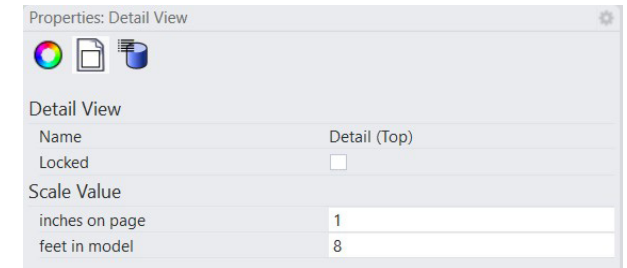 Properties: Detail View
Detail View
Name Detail (Top)
Locked
Scale Value
inches on page 1
feet in model 8